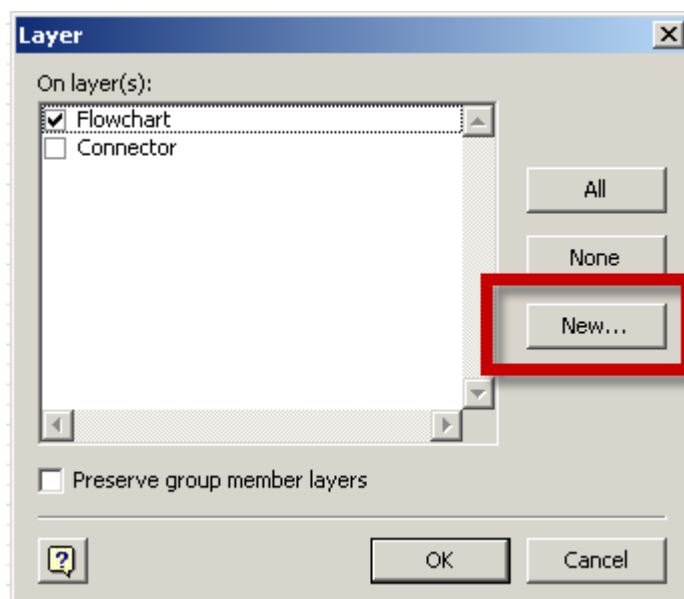 Layer
On layer(s):
Flowchart
Connector
All
None
New...
Preserve group member layers
?
OK
Cancel